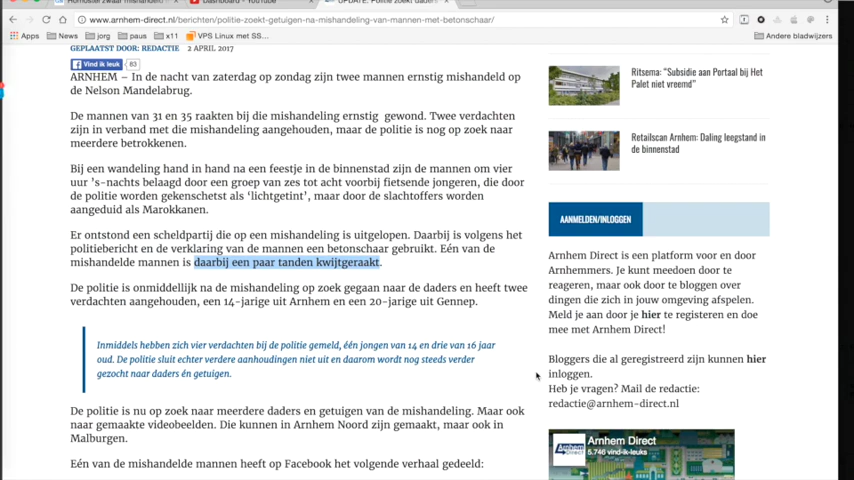 Homostel zwaar mishandel
Dashboard - YouTube
UPDATE: Politie zoekt daders
www.arnhem-direct.nl/berichten/politie-zoekt-getuigen-na-mishandeling-van-mannen-met-betonschaar/
Apps News jorg paus x11 VPS Linux met SS... Andere bladwijzers
GEPLAATST DOOR: REDACTIE 2 APRIL 2017
Vind ik leuk 83
ARNHEM – In de nacht van zaterdag op zondag zijn twee mannen ernstig mishandeld op
de Nelson Mandelabrug.
De mannen van 31 en 35 raakten bij die mishandeling ernstig gewond. Twee verdachten
zijn in verband met die mishandeling aangehouden, maar de politie is nog op zoek naar
meerdere betrokkenen.
Bij een wandeling hand in hand na een feestje in de binnenstad zijn de mannen om vier
uur ’s-nachts belaagd door een groep van zes tot acht voorbij fietsende jongeren, die door
de politie worden gekenschetst als ‘lichtgetint’, maar door de slachtoffers worden
aangeduid als Marokkanen.
Er ontstond een scheldpartij die op een mishandeling is uitgelopen. Daarbij is volgens het
politiebericht en de verklaring van de mannen een betonschaar gebruikt. Eén van de
mishandelde mannen is daarbij een paar tanden kwijtgeraakt.
De politie is onmiddellijk na de mishandeling op zoek gegaan naar de daders en heeft twee
verdachten aangehouden, een 14-jarige uit Arnhem en een 20-jarige uit Gennep.
Inmiddels hebben zich vier verdachten bij de politie gemeld, één jongen van 14 en drie van 16 jaar
oud. De politie sluit echter verdere aanhoudingen niet uit en daarom wordt nog steeds verder
gezocht naar daders én getuigen.
De politie is nu op zoek naar meerdere daders en getuigen van de mishandeling. Maar ook
naar gemaakte videobeelden. Die kunnen in Arnhem Noord zijn gemaakt, maar ook in
Malburgen.
Eén van de mishandelde mannen heeft op Facebook het volgende verhaal gedeeld:
Ritsema: “Subsidie aan Portaal bij Het
Palet niet vreemd”
Retailscan Arnhem: Daling leegstand in
de binnenstad
AANMELDEN/INLOGGEN
Arnhem Direct is een platform voor en door
Arnhemmers. Je kunt meedoen door te
reageren, maar ook door te bloggen over
dingen die zich in jouw omgeving afspelen.
Meld je aan door je hier te registeren en doe
mee met Arnhem Direct!
Bloggers die al geregistreerd zijn kunnen hier
inloggen.
Heb je vragen? Mail de redactie:
redactie@arnhem-direct.nl
Arnhem Direct
5.746 vind-ik-leuks